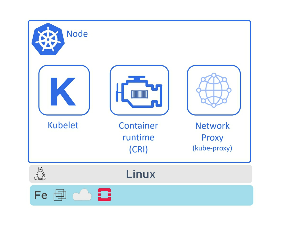 Node
K
Kubelet
Container
runtime
(CRI)
Network
Proxy
(kube-proxy)
Linux
Fe